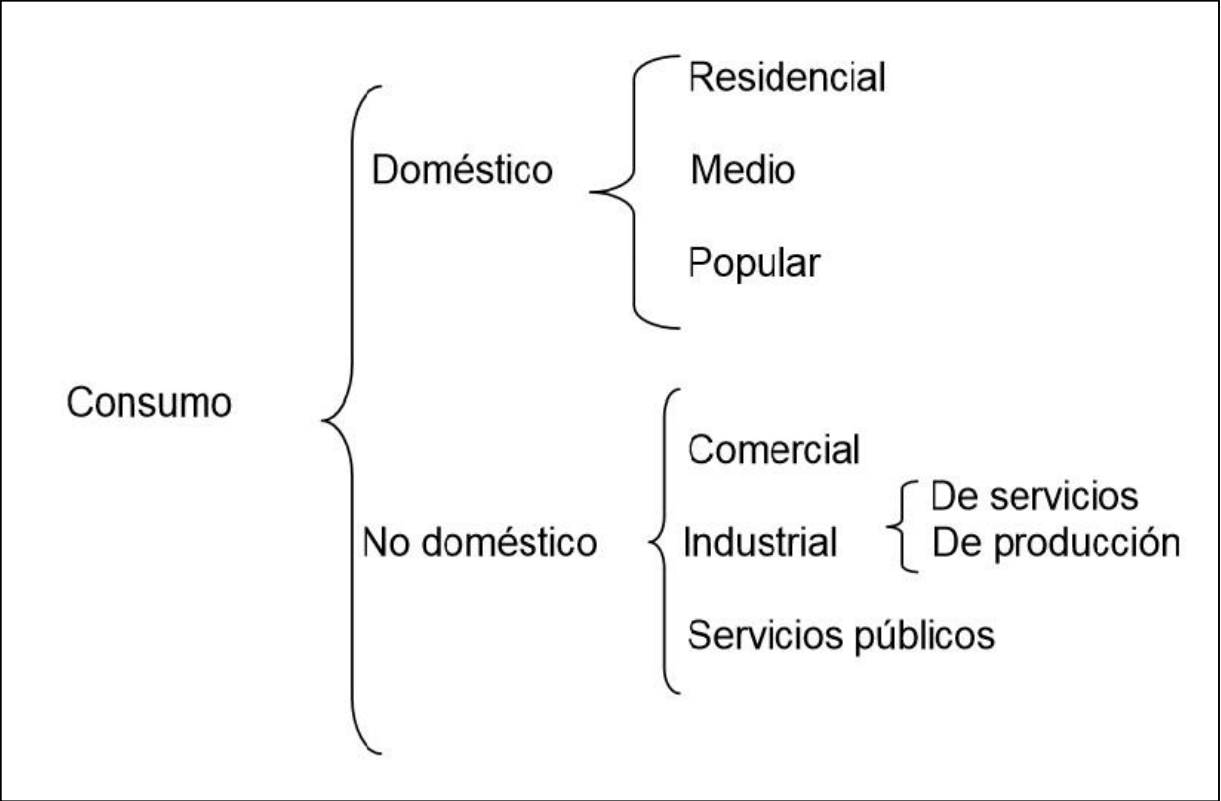 Consumo
Doméstico
Residencial
Medio
Popular
No doméstico
Comercial
Industrial
De servicios
De producción
Servicios públicos